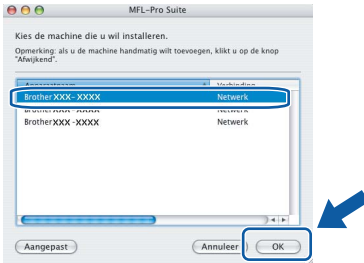 MFL-Pro Suite
Kies de machine die u wil installeren.
Opmerking: als u de machine handmatig wilt toevoegen, klikt u op de knop
"Afwijkend".
Apparaatnaam Verbinding
Brother XXX-XXXX Netwerk
Brother XXX-XXXX Netwerk
Brother XXX-XXXX Netwerk
Aangepast Annuleer OK